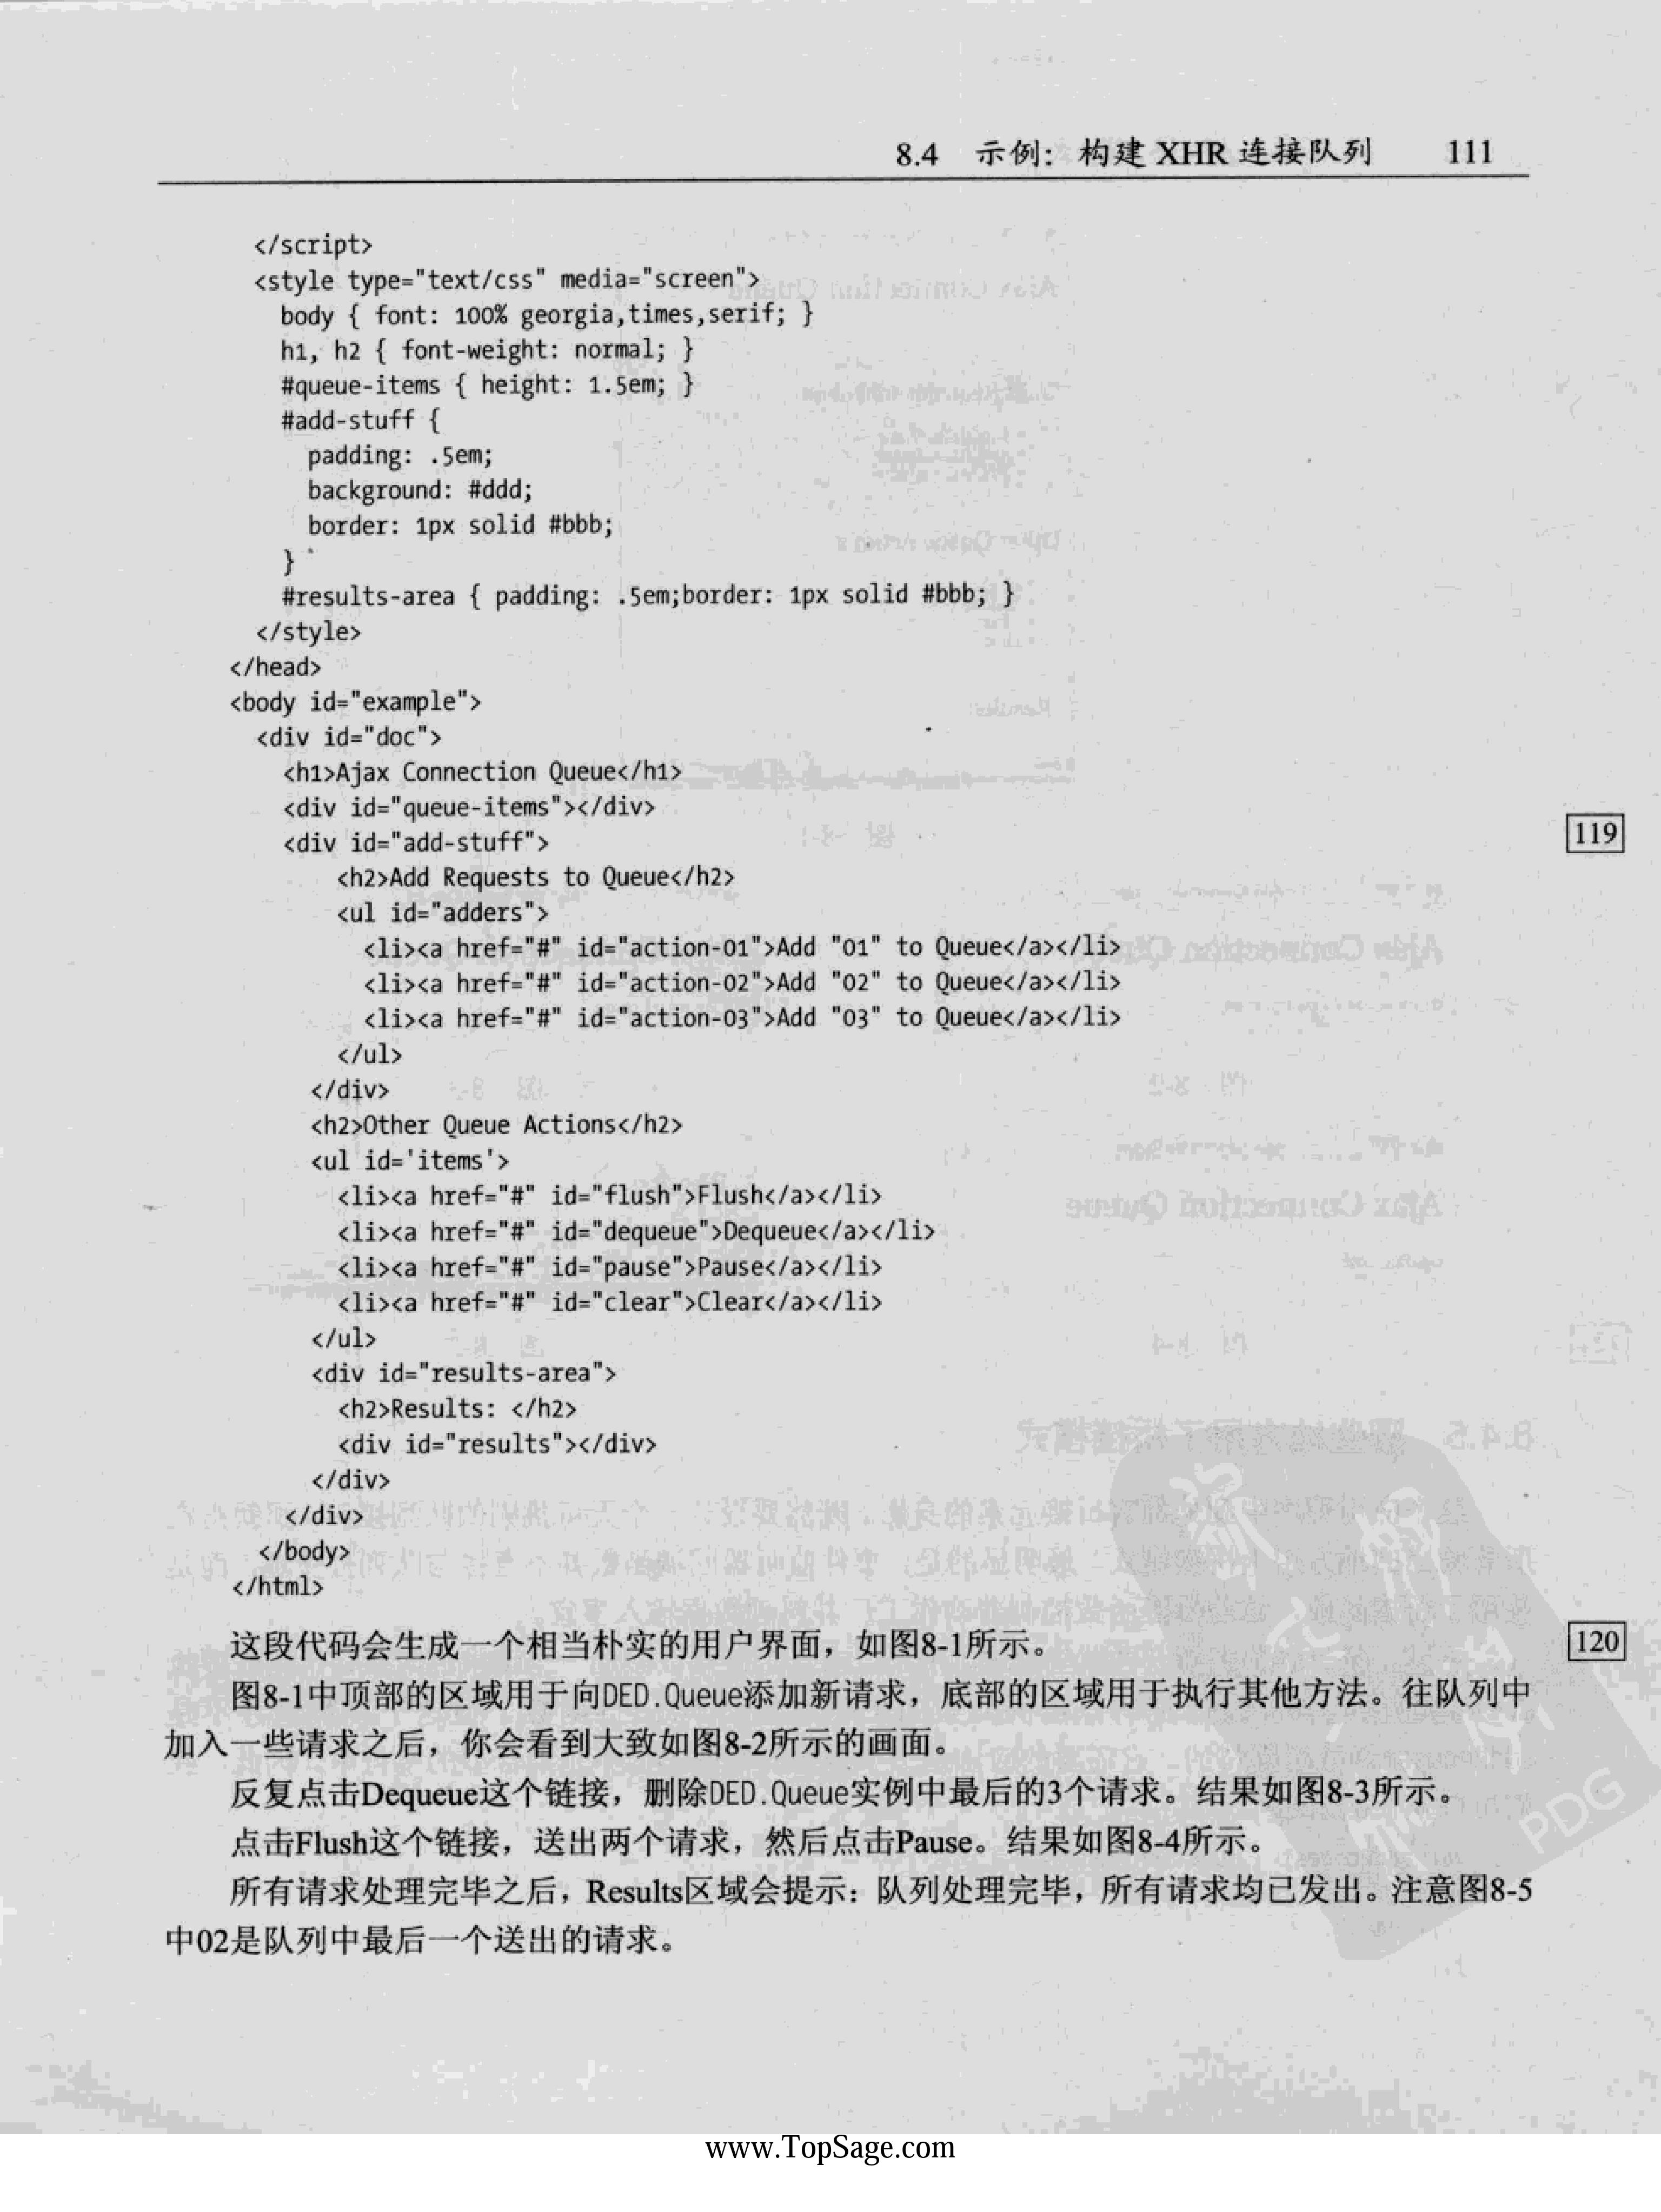 8.4 示例：构建 XHR 连接队列 111
</script>
<style type="text/css" media="screen">
body { font: 100% georgia,times,serif; }
h1, h2 { font-weight: normal; }
#queue-items { height: 1.5em; }
#add-stuff {
padding: .5em;
background: #ddd;
border: 1px solid #bbb;
}
#results-area { padding: .5em;border: 1px solid #bbb; }
</style>
</head>
<body id="example">
<div id="doc">
<h1>Ajax Connection Queue</h1>
<div id="queue-items"></div>
119
<div id="add-stuff">
<h2>Add Requests to Queue</h2>
<ul id="adders">
<li><a href="#" id="action-01">Add "01" to Queue</a></li>
<li><a href="#" id="action-02">Add "02" to Queue</a></li>
<li><a href="#" id="action-03">Add "03" to Queue</a></li>
</ul>
</div>
<h2>Other Queue Actions</h2>
<ul id='items'>
<li><a href="#" id="flush">Flush</a></li>
<li><a href="#" id="dequeue">Dequeue</a></li>
<li><a href="#" id="pause">Pause</a></li>
<li><a href="#" id="clear">Clear</a></li>
</ul>
<div id="results-area">
<h2>Results: </h2>
<div id="results"></div>
</div>
</div>
</body>
</html>
这段代码会生成一个相当朴实的用户界面，如图8-1所示。
120
图8-1中顶部的区域用于向DED.Queue添加新请求，底部的区域用于执行其他方法。往队列中
加入一些请求之后，你会看到大致如图8-2所示的画面。
反复点击Dequeue这个链接，删除DED.Queue实例中最后的3个请求。结果如图8-3所示。
点击Flush这个链接，送出两个请求，然后点击Pause。结果如图8-4所示。
所有请求处理完毕之后，Results区域会提示：队列处理完毕，所有请求均已发出。注意图8-5
中02是队列中最后一个送出的请求。
PDG
www.TopSage.com